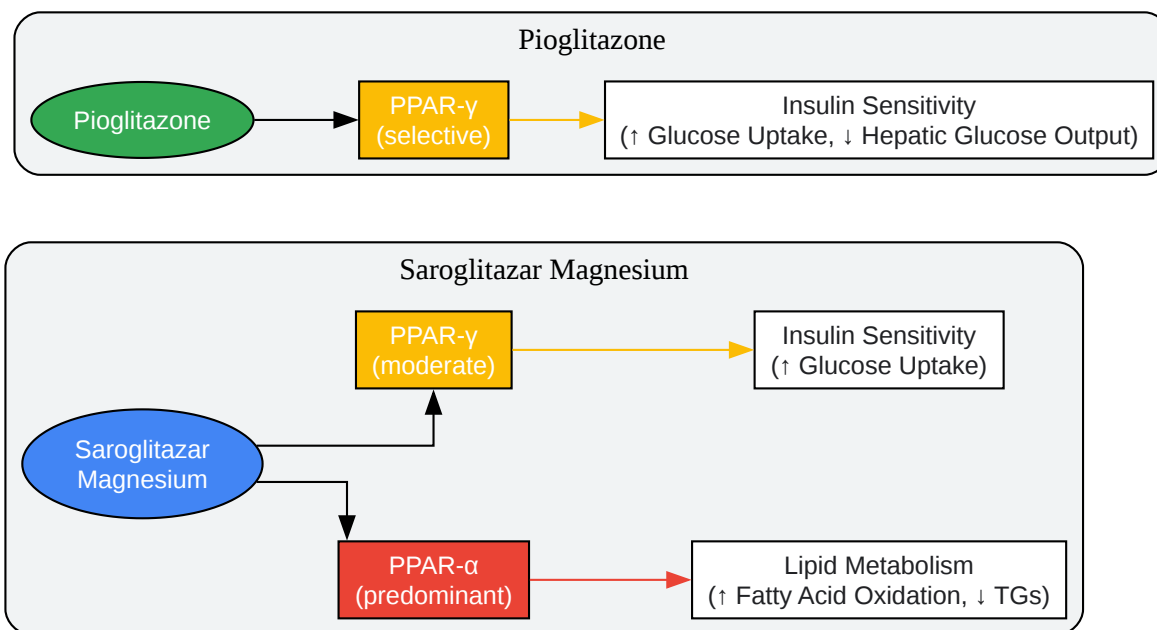 Pioglitazone
Pioglitazone
PPAR-γ
(selective)
Insulin Sensitivity
(↑ Glucose Uptake, ↓ Hepatic Glucose Output)
Saroglitazar Magnesium
PPAR-γ
(moderate)
Insulin Sensitivity
(↑ Glucose Uptake)
Saroglitazar
Magnesium
PPAR-α
(predominant)
Lipid Metabolism
(↑ Fatty Acid Oxidation, ↓ TGs)